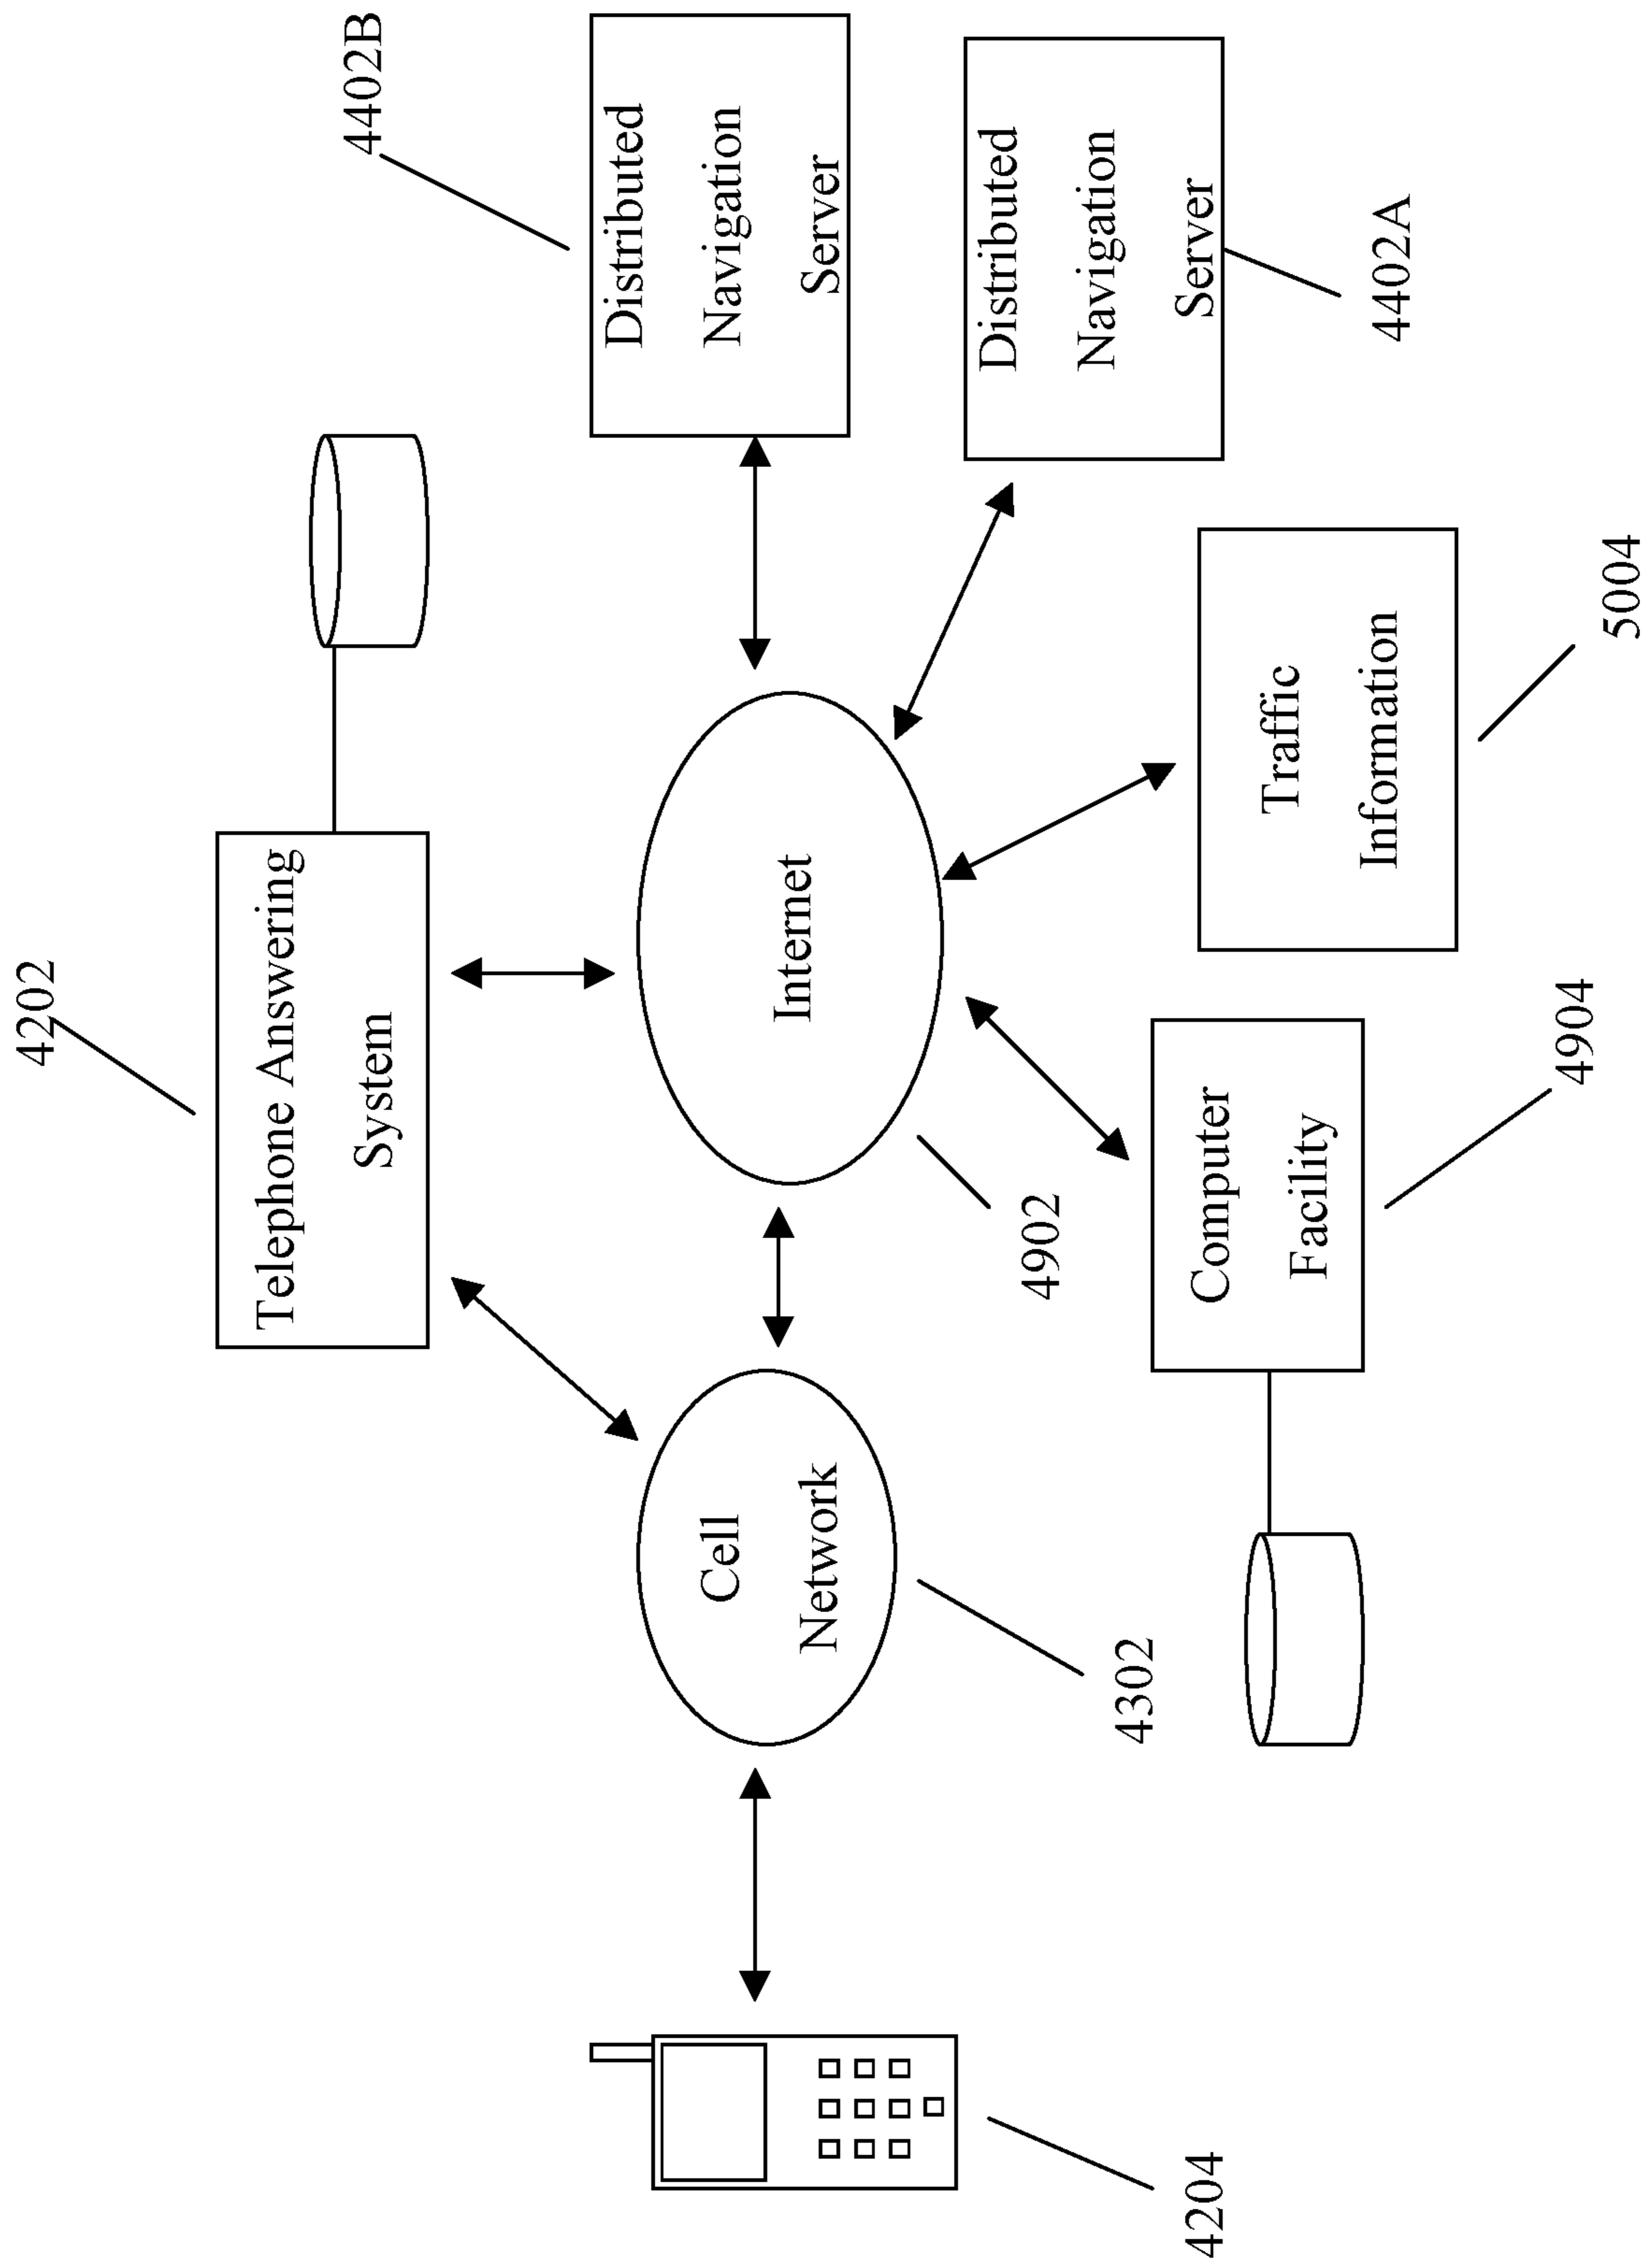 4202
Telephone Answering
System
4402B
Distributed
Navigation
Server
Distributed
Navigation
Server
4402A
Internet
4902
Cell
Network
4302
Traffic
Information
5004
Computer
Facility
4904
4204